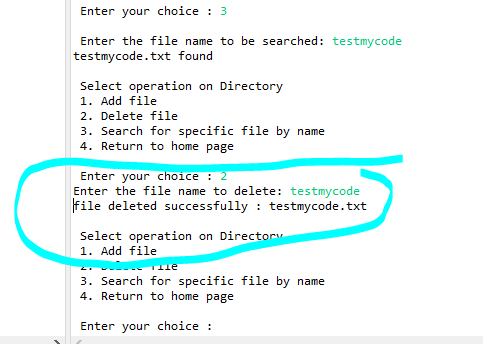 Enter your choice : 3
Enter the file name to be searched: testmycode
testmycode.txt found
Select operation on Directory
1. Add file
2. Delete file
3. Search for specific file by name
4. Return to home page
Enter your choice : 2
Enter the file name to delete: testmycode
file deleted successfully : testmycode.txt
Select operation on Directory
1. Add file
2. Delete file
3. Search for specific file by name
4. Return to home page
Enter your choice :